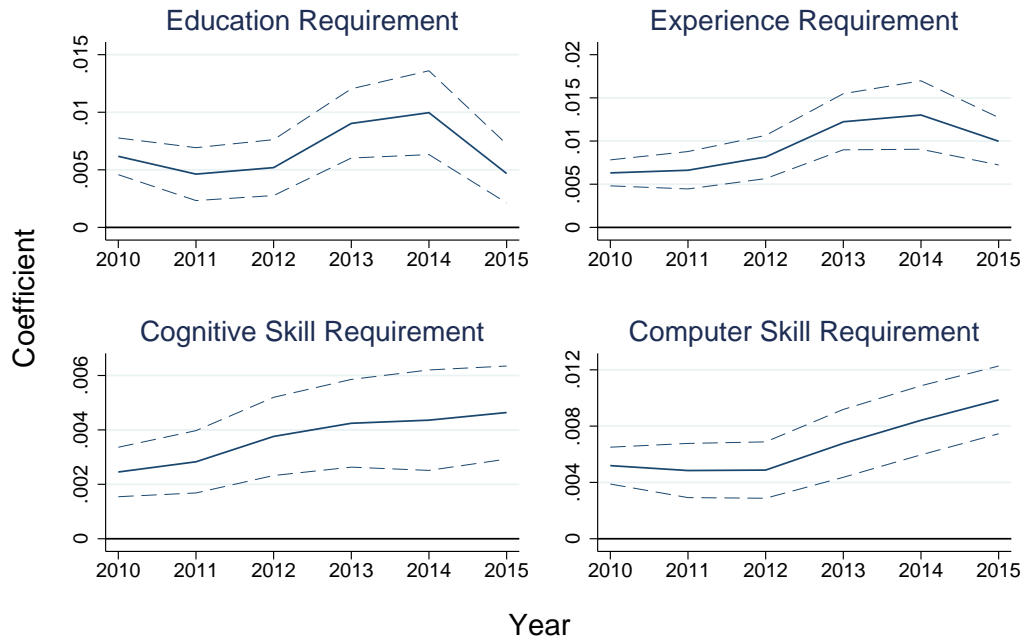 Education Requirement
.015
.01
.005
0
2010 2011 2012 2013 2014 2015
Experience Requirement
.02
.015
.01
.005
0
2010 2011 2012 2013 2014 2015
Cognitive Skill Requirement
.006
.004
.002
0
2010 2011 2012 2013 2014 2015
Computer Skill Requirement
.012
.008
.004
0
2010 2011 2012 2013 2014 2015
Coefficient
Year